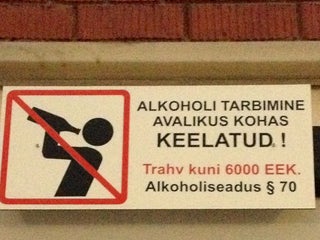 ALKOHOLI TARBIMINE
AVALIKUS KOHAS
KEELATUD !
Trahv kuni 6000 EEK.
Alkoholiseadus § 70